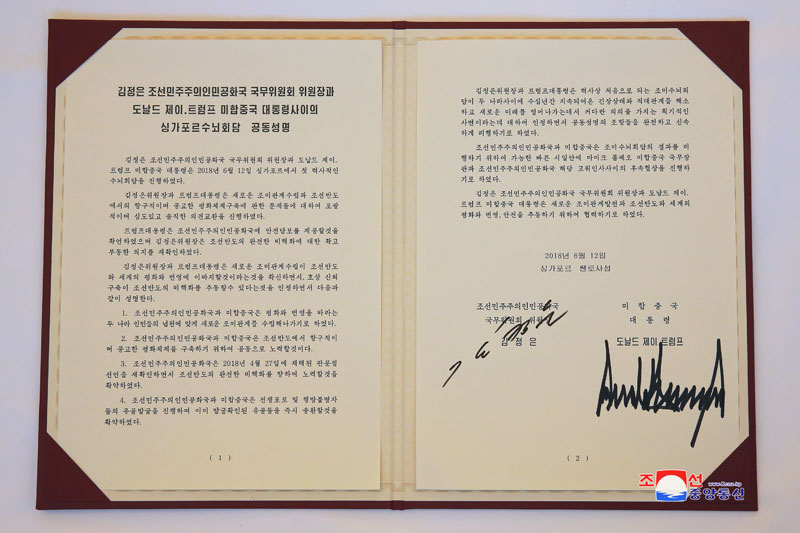 김정은 조선민주주의인민공화국 국무위원회 위원장과
도날드 제이.트럼프 미합중국 대통령사이의
싱가포르수뇌회담 공동성명
김정은 조선민주주의인민공화국 국무위원회 위원장과 도날드 제이.
트럼프 미합중국 대통령은 2018년 6월 12일 싱가포르에서 첫 력사적인
수뇌회담을 진행하였다.
김정은위원장과 트럼프대통령은 새로운 조미관계수립과 조선반도
에서의 항구적이며 공고한 평화체제구축에 관한 문제들에 대하여 포괄
적이며 심도있고 솔직한 의견교환을 진행하였다.
트럼프대통령은 조선민주주의인민공화국에 안전담보를 제공할것을
확언하였으며 김정은위원장은 조선반도의 완전한 비핵화에 대한 확고
부동한 의지를 재확인하였다.
김정은위원장과 트럼프대통령은 새로운 조미관계수립이 조선반도
와 세계의 평화와 번영에 이바지할것이라는것을 확신하면서, 호상 신뢰
구축이 조선반도의 비핵화를 추동할수 있다는것을 인정하면서 다음과
같이 성명한다.
1. 조선민주주의인민공화국과 미합중국은 평화와 번영을 바라는
두 나라 인민들의 념원에 맞게 새로운 조미관계를 수립해나가기로 하였다.
2. 조선민주주의인민공화국과 미합중국은 조선반도에서 항구적이
며 공고한 평화체제를 구축하기 위하여 공동으로 노력할것이다.
3. 조선민주주의인민공화국은 2018년 4월 27일에 채택된 판문점
선언을 재확인하면서 조선반도의 완전한 비핵화를 향하여 노력할것을
확약하였다.
4. 조선민주주의인민공화국과 미합중국은 전쟁포로 및 행방불명자
들의 유골발굴을 진행하며 이미 발굴확인된 유골들을 즉시 송환할것을
확약하였다.
( 1 )
김정은위원장과 트럼프대통령은 력사상 처음으로 되는 조미수뇌회
담이 두 나라사이에 수십년간 지속되여온 긴장상태와 적대관계를 해소
하고 새로운 미래를 열어나가는데서 커다란 의의를 가지는 획기적인
사변이라는데 대하여 인정하면서 공동성명의 조항들을 완전하고 신속
하게 리행하기로 하였다.
조선민주주의인민공화국과 미합중국은 조미수뇌회담의 결과를 리
행하기 위하여 가능한 빠른 시일안에 마이크 폼페오 미합중국 국무장
관과 조선민주주의인민공화국 해당 고위인사사이의 후속협상을 진행하
기로 하였다.
김정은 조선민주주의인민공화국 국무위원회 위원장과 도날드 제이.
트럼프 미합중국 대통령은 새로운 조미관계발전과 조선반도와 세계의
평화와 번영, 안전을 추동하기 위하여 협력하기로 하였다.
2018년 6월 12일
싱가포르 쎈토사섬
조선민주주의인민공화국
국무위원회 위원장
김정은
미합중국
대통령
도날드 제이.트럼프
( 2 )
조선
www.kcna.kp
중앙통신